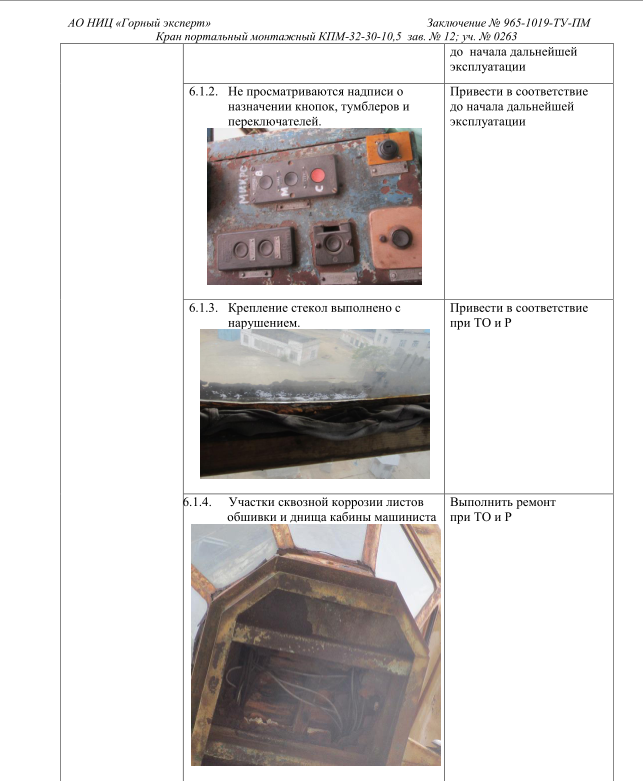 АО НИЦ «Горный эксперт» Заключение № 965-1019-ТУ-ПМ
Кран портальный монтажный КПМ-32-30-10,5 зав. № 12; уч. № 0263
до начала дальнейшей
эксплуатации
6.1.2. Не просматриваются надписи о
назначении кнопок, тумблеров и
переключателей.
Привести в соответствие
до начала дальнейшей
эксплуатации
МИКРО
В
М
С
6.1.3. Крепление стекол выполнено с
нарушением.
Привести в соответствие
при ТО и Р
6.1.4. Участки сквозной коррозии листов
обшивки и днища кабины машиниста
Выполнить ремонт
при ТО и Р